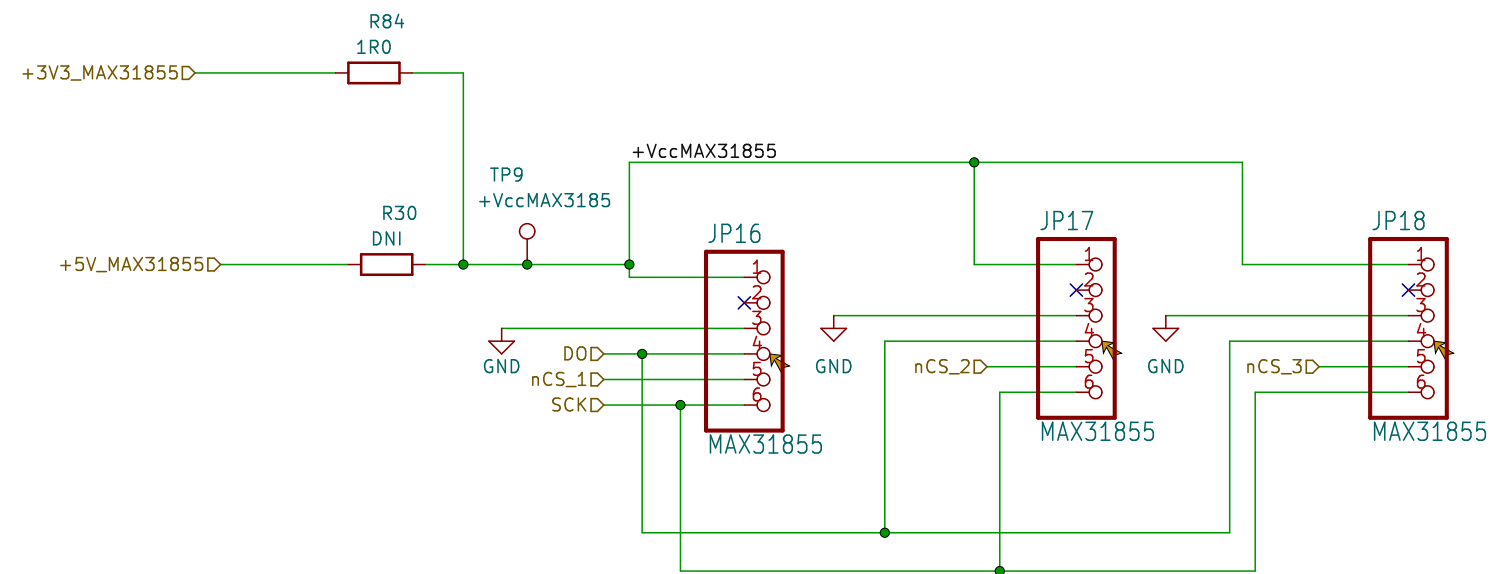 R84
1R0
+3V3_MAX31855
+VccMAX31855
TP9
+VccMAX3185
R30
DNI
+5V_MAX31855
JP16
1
2
3
4
5
6
MAX31855
GND
DO
nCS_1
SCK
JP17
1
2
3
4
5
6
MAX31855
GND
nCS_2
JP18
1
2
3
4
5
6
MAX31855
GND
nCS_3